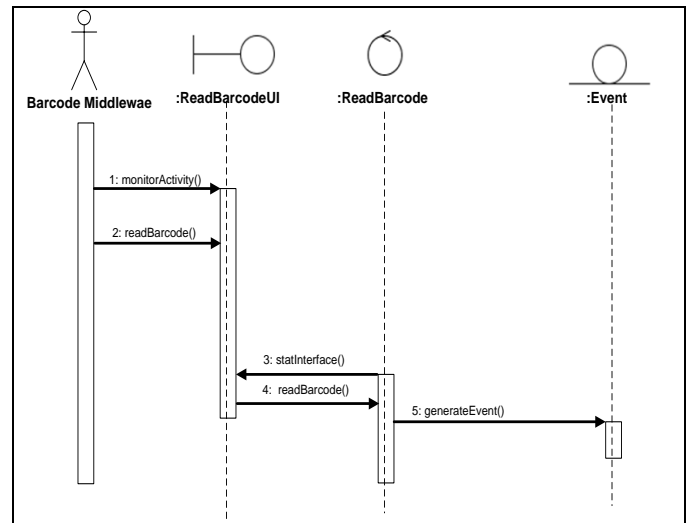 Barcode Middlewae
:ReadBarcodeUI
:ReadBarcode
:Event
1: monitorActivity()
2: readBarcode()
3: statInterface()
4: readBarcode()
5: generateEvent()